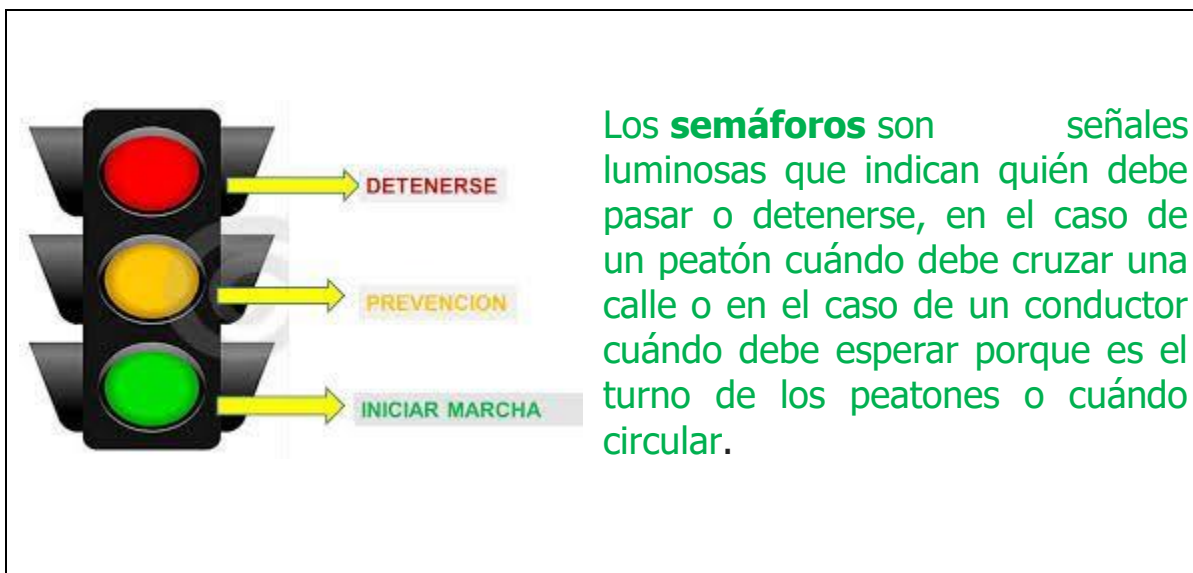 DETENERSE
PREVENCION
INICIAR MARCHA
Los semáforos son señales
luminosas que indican quién debe
pasar o detenerse, en el caso de
un peatón cuándo debe cruzar una
calle o en el caso de un conductor
cuándo debe esperar porque es el
turno de los peatones o cuándo
circular.